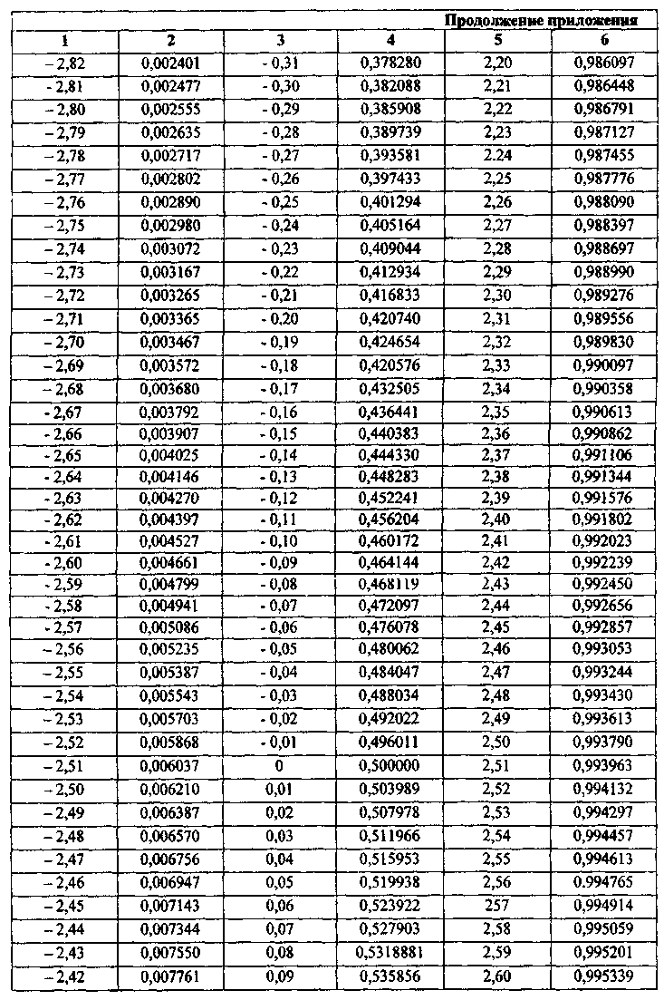 Продолжение приложения
1 2 3 4 5 6
– 2,82 0,002401 - 0,31 0,378280 2,20 0,986097
- 2,81 0,002477 - 0,30 0,382088 2,21 0,986448
– 2,80 0,002555 - 0,29 0,385908 2,22 0,986791
– 2,79 0,002635 - 0,28 0,389739 2,23 0,987127
– 2,78 0,002717 - 0,27 0,393581 2.24 0,987455
– 2,77 0,002802 - 0,26 0,397433 2,25 0,987776
– 2,76 0,002890 - 0,25 0,401294 2,26 0,988090
– 2,75 0,002980 - 0,24 0,405164 2,27 0,988397
– 2,74 0,003072 - 0,23 0,409044 2,28 0,988697
– 2,73 0,003167 - 0,22 0,412934 2,29 0,988990
– 2,72 0,003265 - 0,21 0,416833 2,30 0,989276
– 2,71 0,003365 - 0,20 0,420740 2,31 0,989556
– 2,70 0,003467 - 0,19 0,424654 2,32 0,989830
– 2,69 0,003572 - 0,18 0,420576 2,33 0,990097
– 2,68 0,003680 - 0,17 0,432505 2,34 0,990358
- 2,67 0,003792 - 0,16 0,436441 2,35 0,990613
- 2,66 0,003907 - 0,15 0,440383 2,36 0,990862
- 2,65 0,004025 - 0,14 0,444330 2,37 0,991106
- 2,64 0,004146 - 0,13 0,448283 2,38 0,991344
- 2,63 0,004270 - 0,12 0,452241 2,39 0,991576
- 2,62 0,004397 - 0,11 0,456204 2,40 0,991802
- 2,61 0,004527 - 0,10 0,460172 2,41 0,992023
- 2,60 0,004661 - 0,09 0,464144 2,42 0,992239
- 2,59 0,004799 - 0,08 0,468119 2,43 0,992450
- 2,58 0,004941 - 0,07 0,472097 2,44 0,992656
- 2,57 0,005086 - 0,06 0,476078 2,45 0,992857
– 2,56 0,005235 - 0,05 0,480062 2,46 0,993053
– 2,55 0,005387 - 0,04 0,484047 2,47 0,993244
– 2,54 0,005543 - 0,03 0,488034 2,48 0,993430
– 2,53 0,005703 - 0,02 0,492022 2,49 0,993613
– 2,52 0,005868 - 0,01 0,496011 2,50 0,993790
– 2,51 0,006037 0 0,500000 2,51 0,993963
– 2,50 0,006210 0,01 0,503989 2,52 0,994132
– 2,49 0,006387 0,02 0,507978 2,53 0,994297
– 2,48 0,006570 0,03 0,511966 2,54 0,994457
– 2,47 0,006756 0,04 0,515953 2,55 0,994613
– 2,46 0,006947 0,05 0,519938 2,56 0.994765
– 2,45 0,007143 0,06 0,523922 257 0,994914
– 2,44 0,007344 0,07 0,527903 2,58 0,995059
– 2,43 0,007550 0,08 0,5318881 2,59 0,995201
– 2,42 0,007761 0,09 0,535856 2,60 0,995339